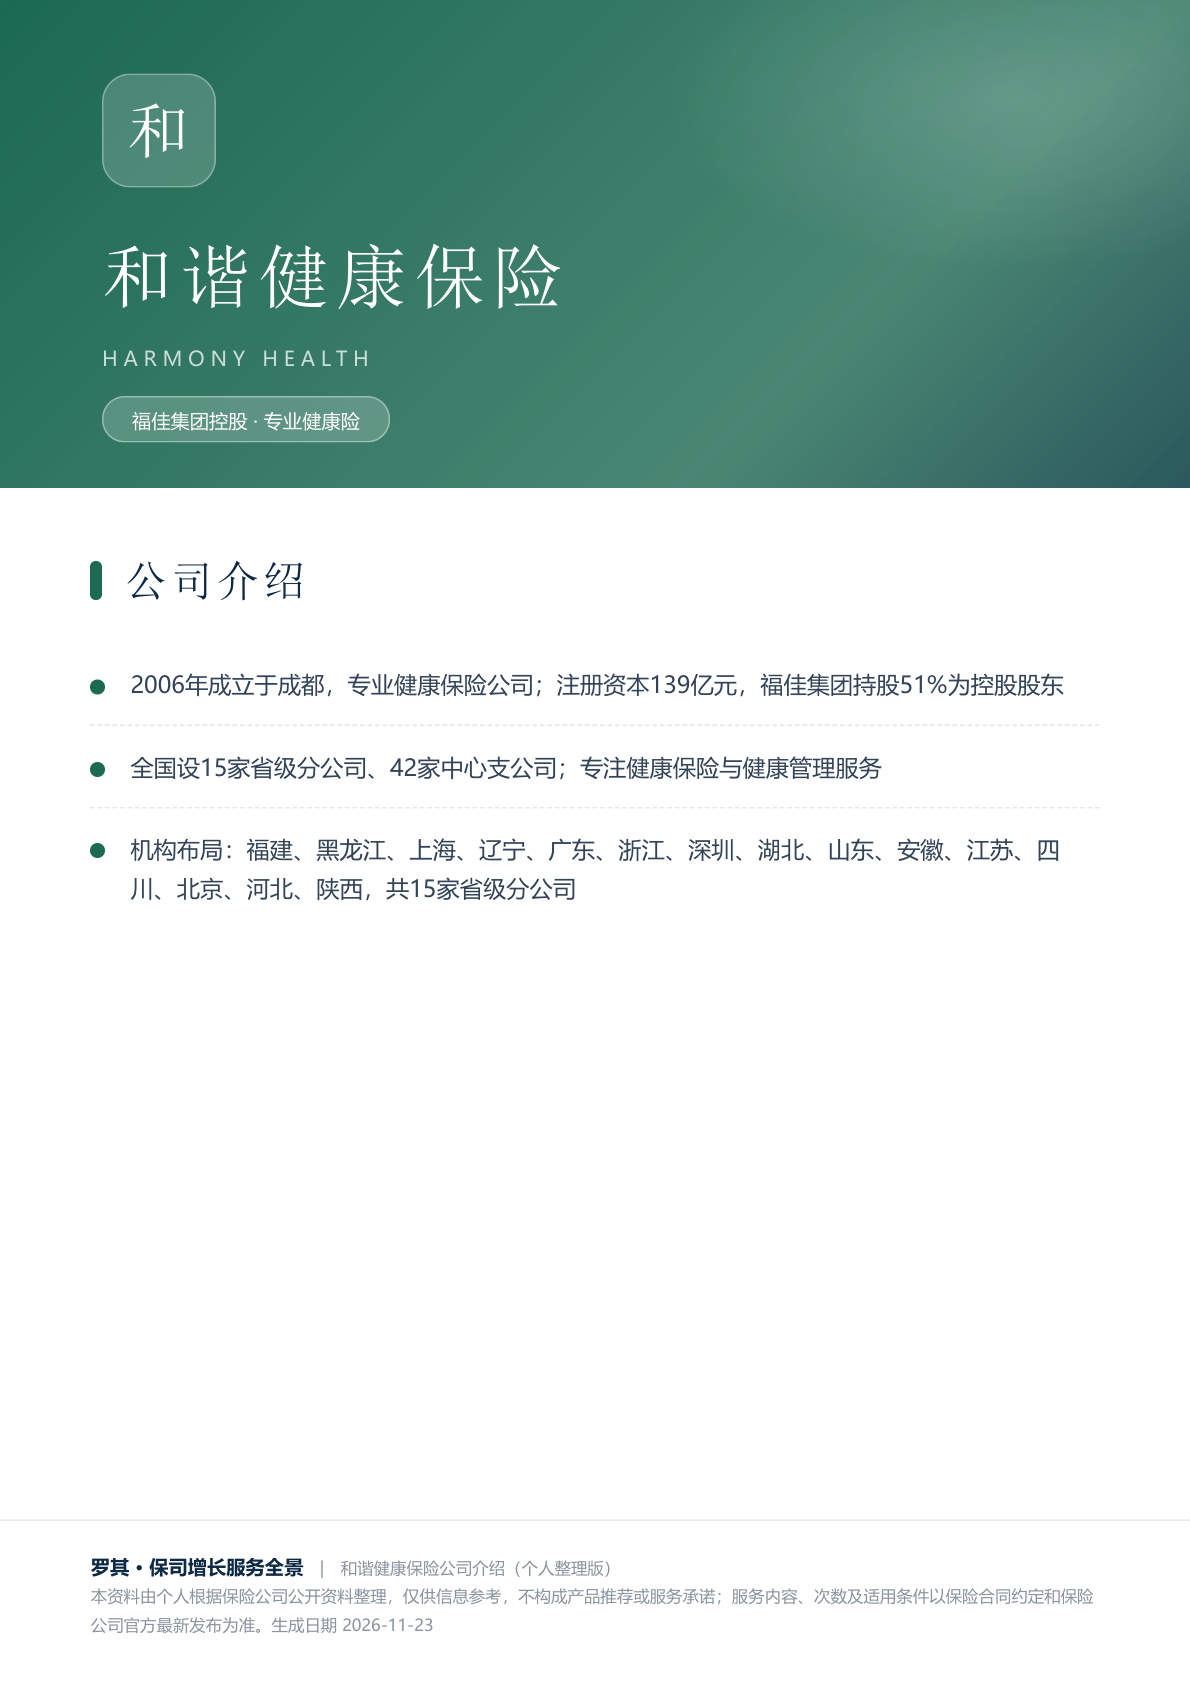 和
和谐健康保险
HARMONY HEALTH
福佳集团控股 · 专业健康险
公司介绍
2006年成立于成都，专业健康保险公司；注册资本139亿元，福佳集团持股51%为控股股东
全国设15家省级分公司、42家中心支公司；专注健康保险与健康管理服务
机构布局：福建、黑龙江、上海、辽宁、广东、浙江、深圳、湖北、山东、安徽、江苏、四
川、北京、河北、陕西，共15家省级分公司
罗其 • 保司增长服务全景 | 和谐健康保险公司介绍（个人整理版）
本资料由个人根据保险公司公开资料整理，仅供信息参考，不构成产品推荐或服务承诺；服务内容、次数及适用条件以保险合同约定和保险
公司官方最新发布为准。生成日期 2026-11-23